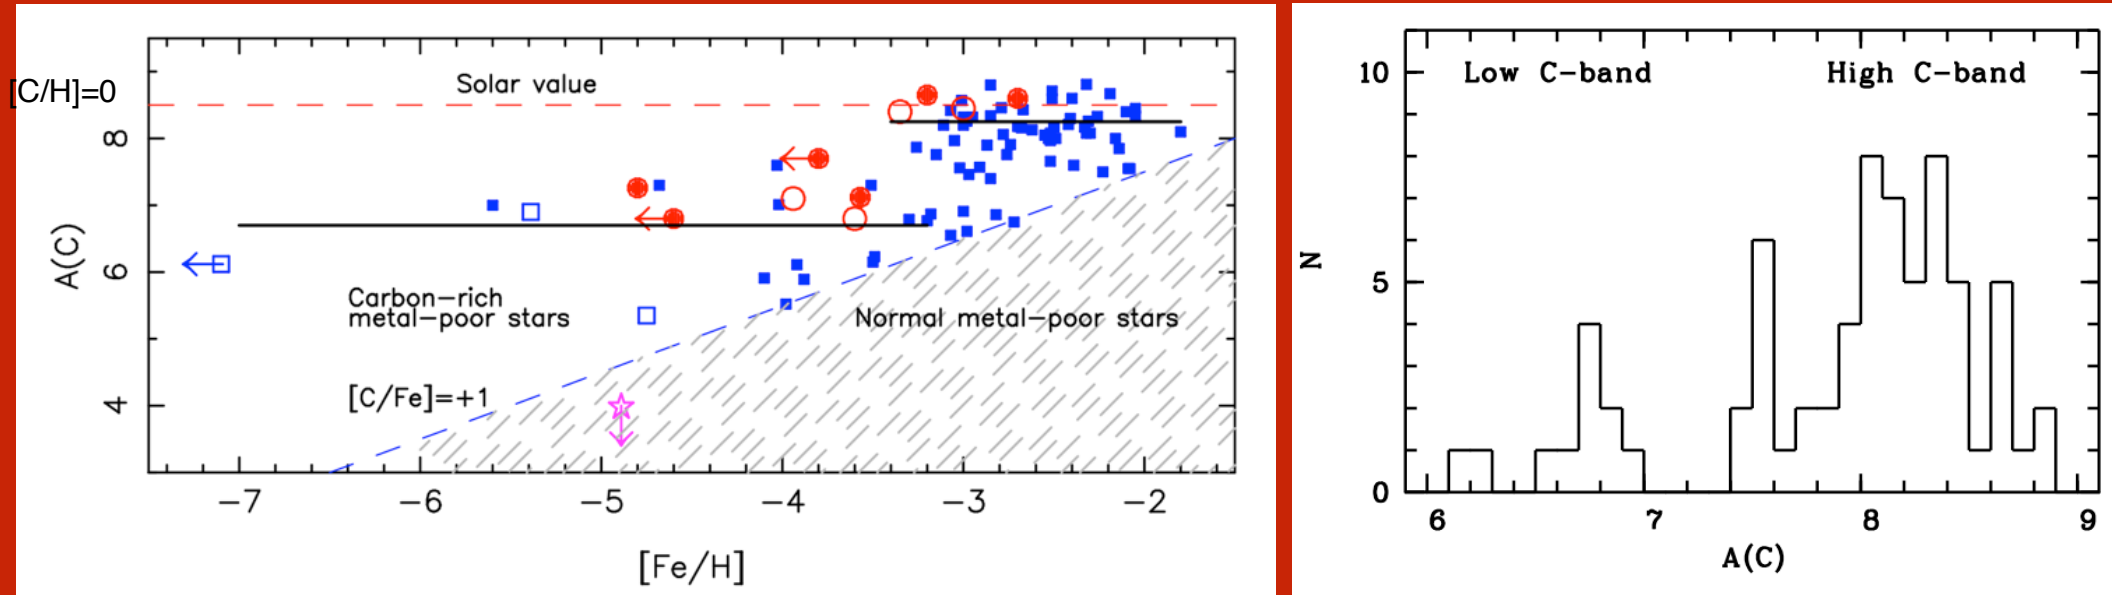 [C/H]=0
Solar value
8
6
4
A(C)
Carbon-rich
metal-poor stars
Normal metal-poor stars
[C/Fe]=+1
-7 -6 -5 -4 -3 -2
[Fe/H]
Low C-band High C-band
10
5
0
N
6 7 8 9
A(C)